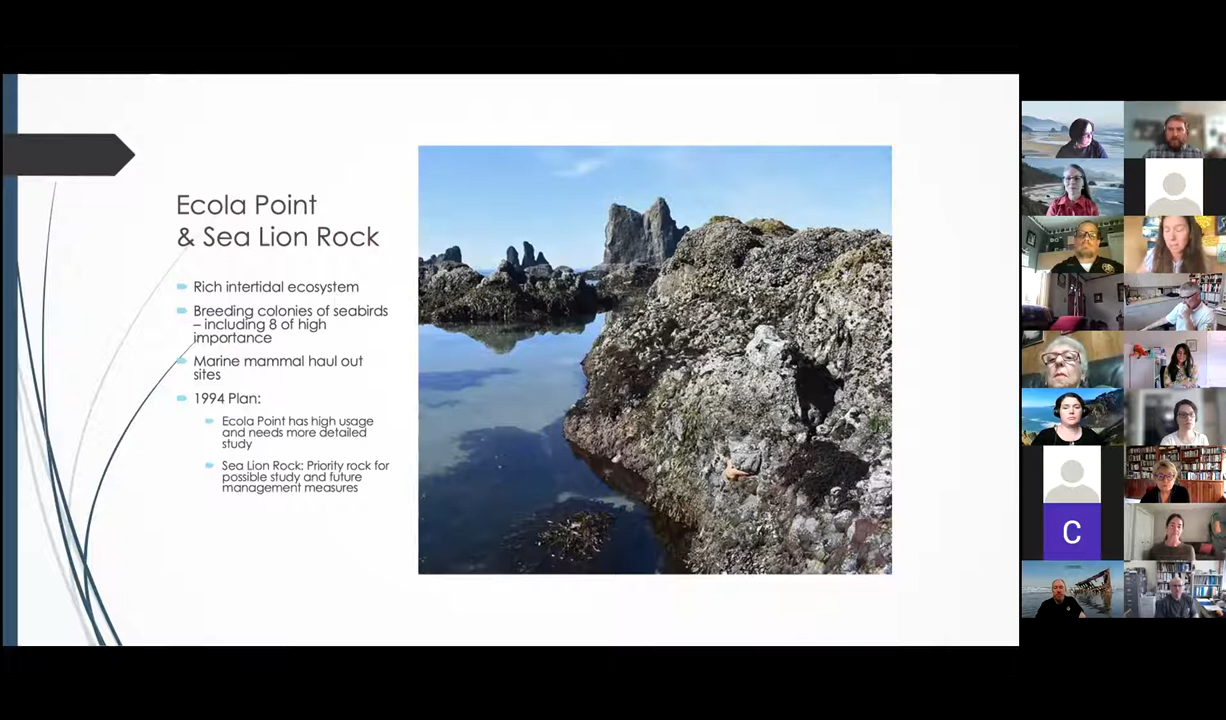 Ecola Point
& Sea Lion Rock
Rich intertidal ecosystem
Breeding colonies of seabirds
– including 8 of high
importance
Marine mammal haul out
sites
1994 Plan:
Ecola Point has high usage
and needs more detailed
study
Sea Lion Rock: Priority rock for
possible study and future
management measures
C